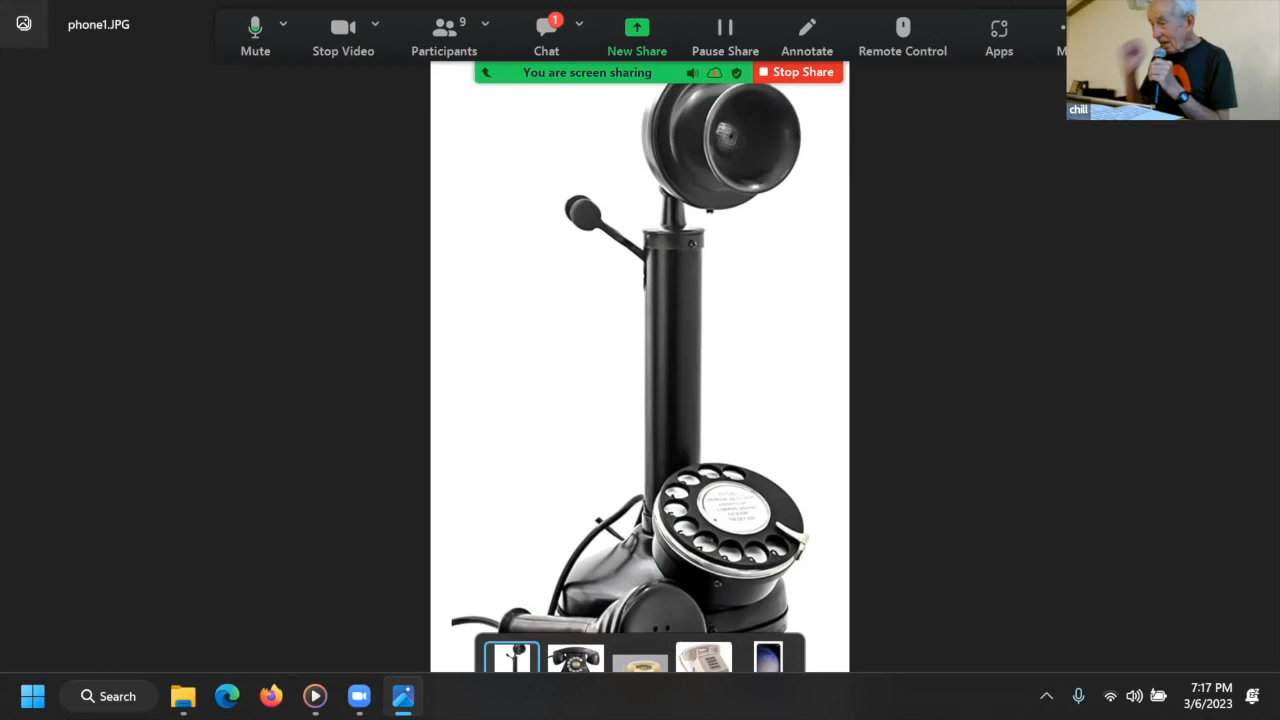 phone1.JPG
Mute
Stop Video
Participants
9
Chat
1
New Share
Pause Share
Annotate
Remote Control
Apps
M
You are screen sharing
Stop Share
chill
Search
7:17 PM
3/6/2023